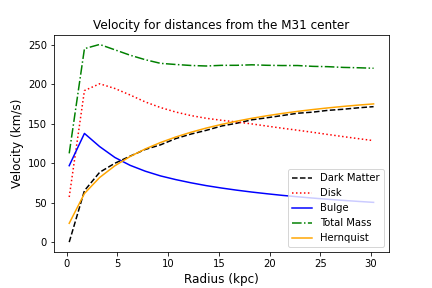 Velocity for distances from the M31 center
Velocity (km/s)
250
200
150
100
50
0
0
5
10
15
20
25
30
Radius (kpc)
Dark Matter
Disk
Bulge
Total Mass
Hernquist